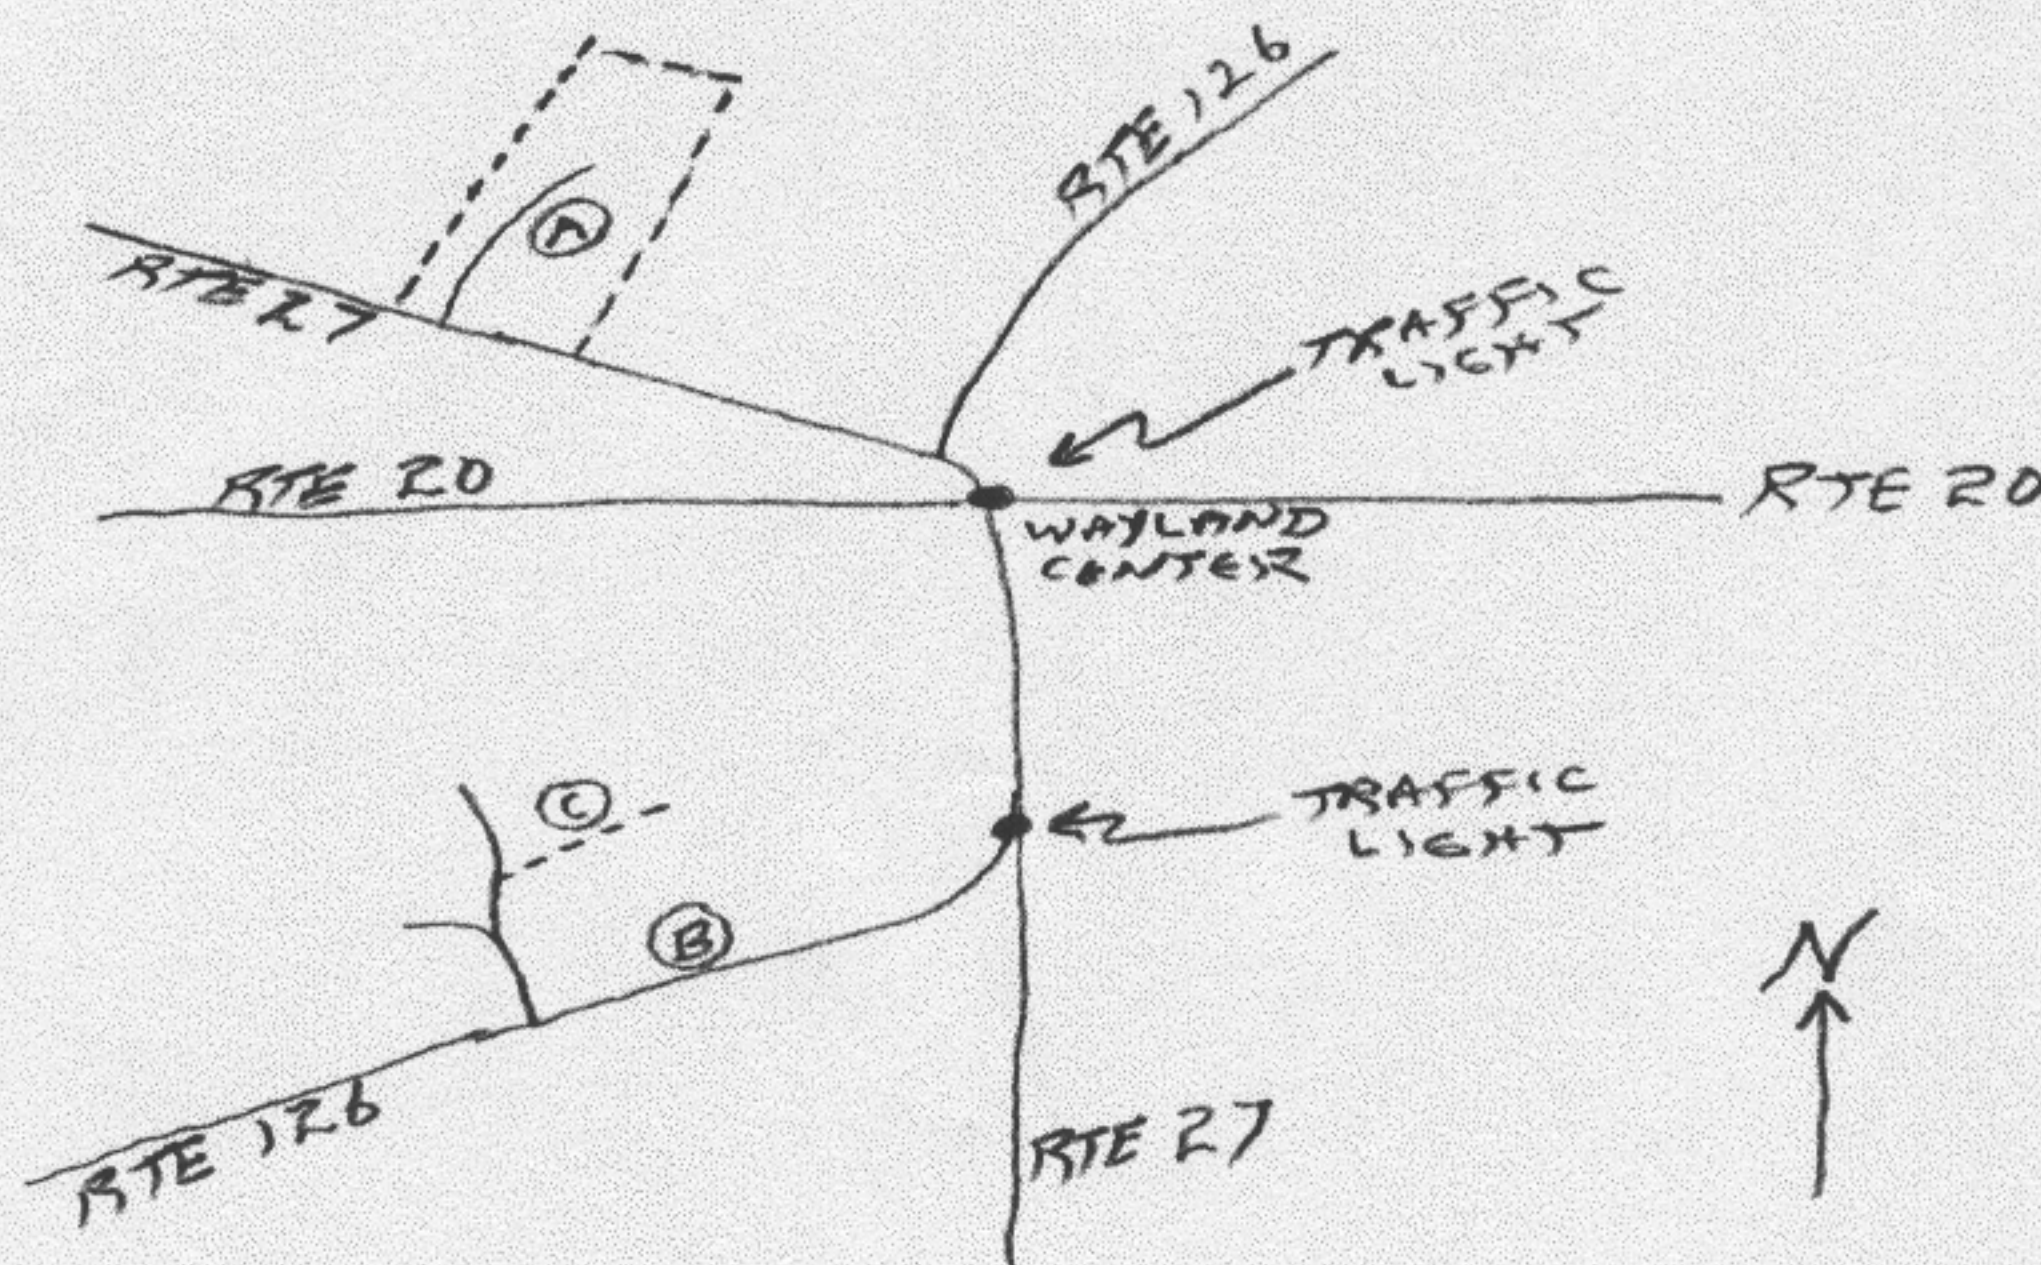 RTE 126
A
RTE 27
TRAFFIC
LIGHT
RTE 20
RTE 20
WAYLAND
CENTER
C
TRAFFIC
LIGHT
B
N
RTE 126
RTE 27